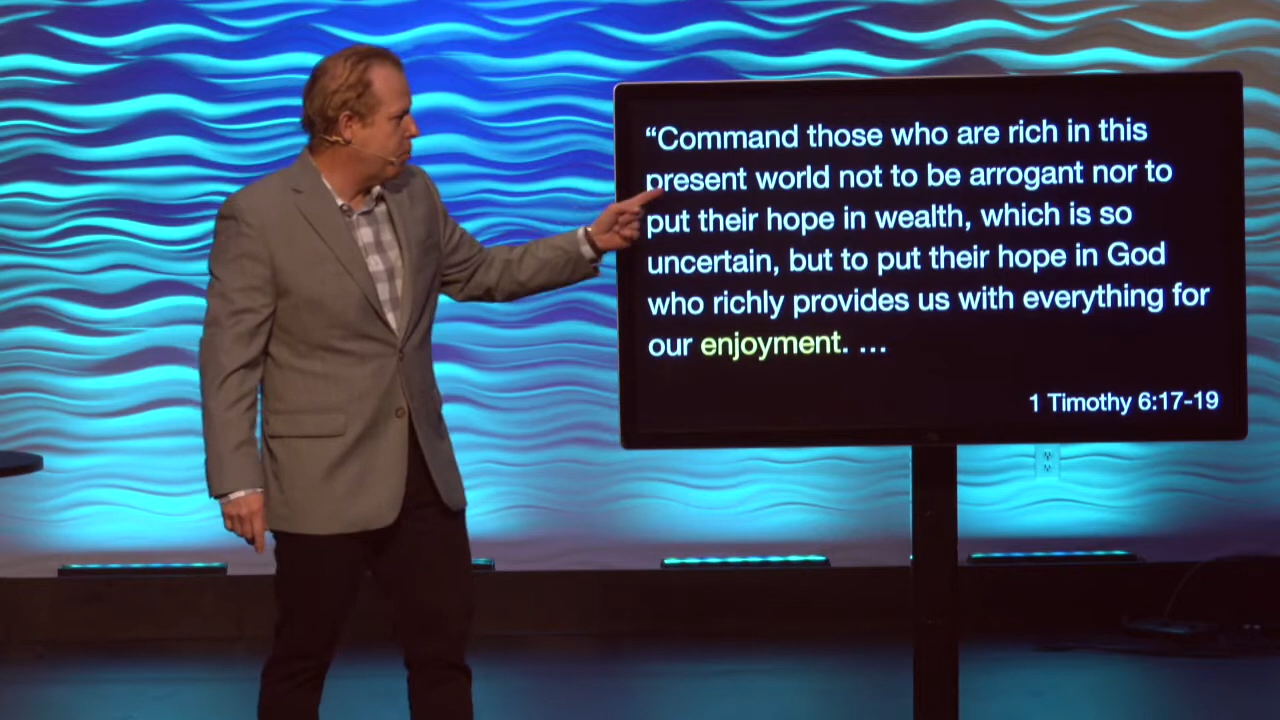 “Command those who are rich in this
present world not to be arrogant nor to
put their hope in wealth, which is so
uncertain, but to put their hope in God
who richly provides us with everything for
our enjoyment. ...
1 Timothy 6:17-19